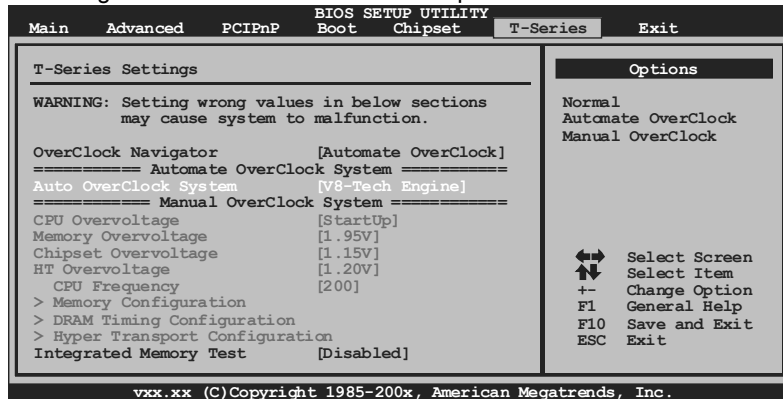 BIOS SETUP UTILITY
Main Advanced PCIPnP Boot Chipset T-Series Exit
T-Series Settings
WARNING: Setting wrong values in below sections
may cause system to malfunction.
OverClock Navigator [Automate OverClock]
=========== Automate OverClock System ===========
Auto OverClock System [V8-Tech Engine]
============ Manual OverClock System ============
CPU Overvoltage [StartUp]
Memory Overvoltage [1.95V]
Chipset Overvoltage [1.15V]
HT Overvoltage [1.20V]
CPU Frequency [200]
> Memory Configuration
> DRAM Timing Configuration
> Hyper Transport Configuration
Integrated Memory Test [Disabled]
Options
Normal
Automate OverClock
Manual OverClock
Select Screen
Select Item
+- Change Option
F1 General Help
F10 Save and Exit
ESC Exit
vxx.xx (C)Copyright 1985-200x, American Megatrends, Inc.